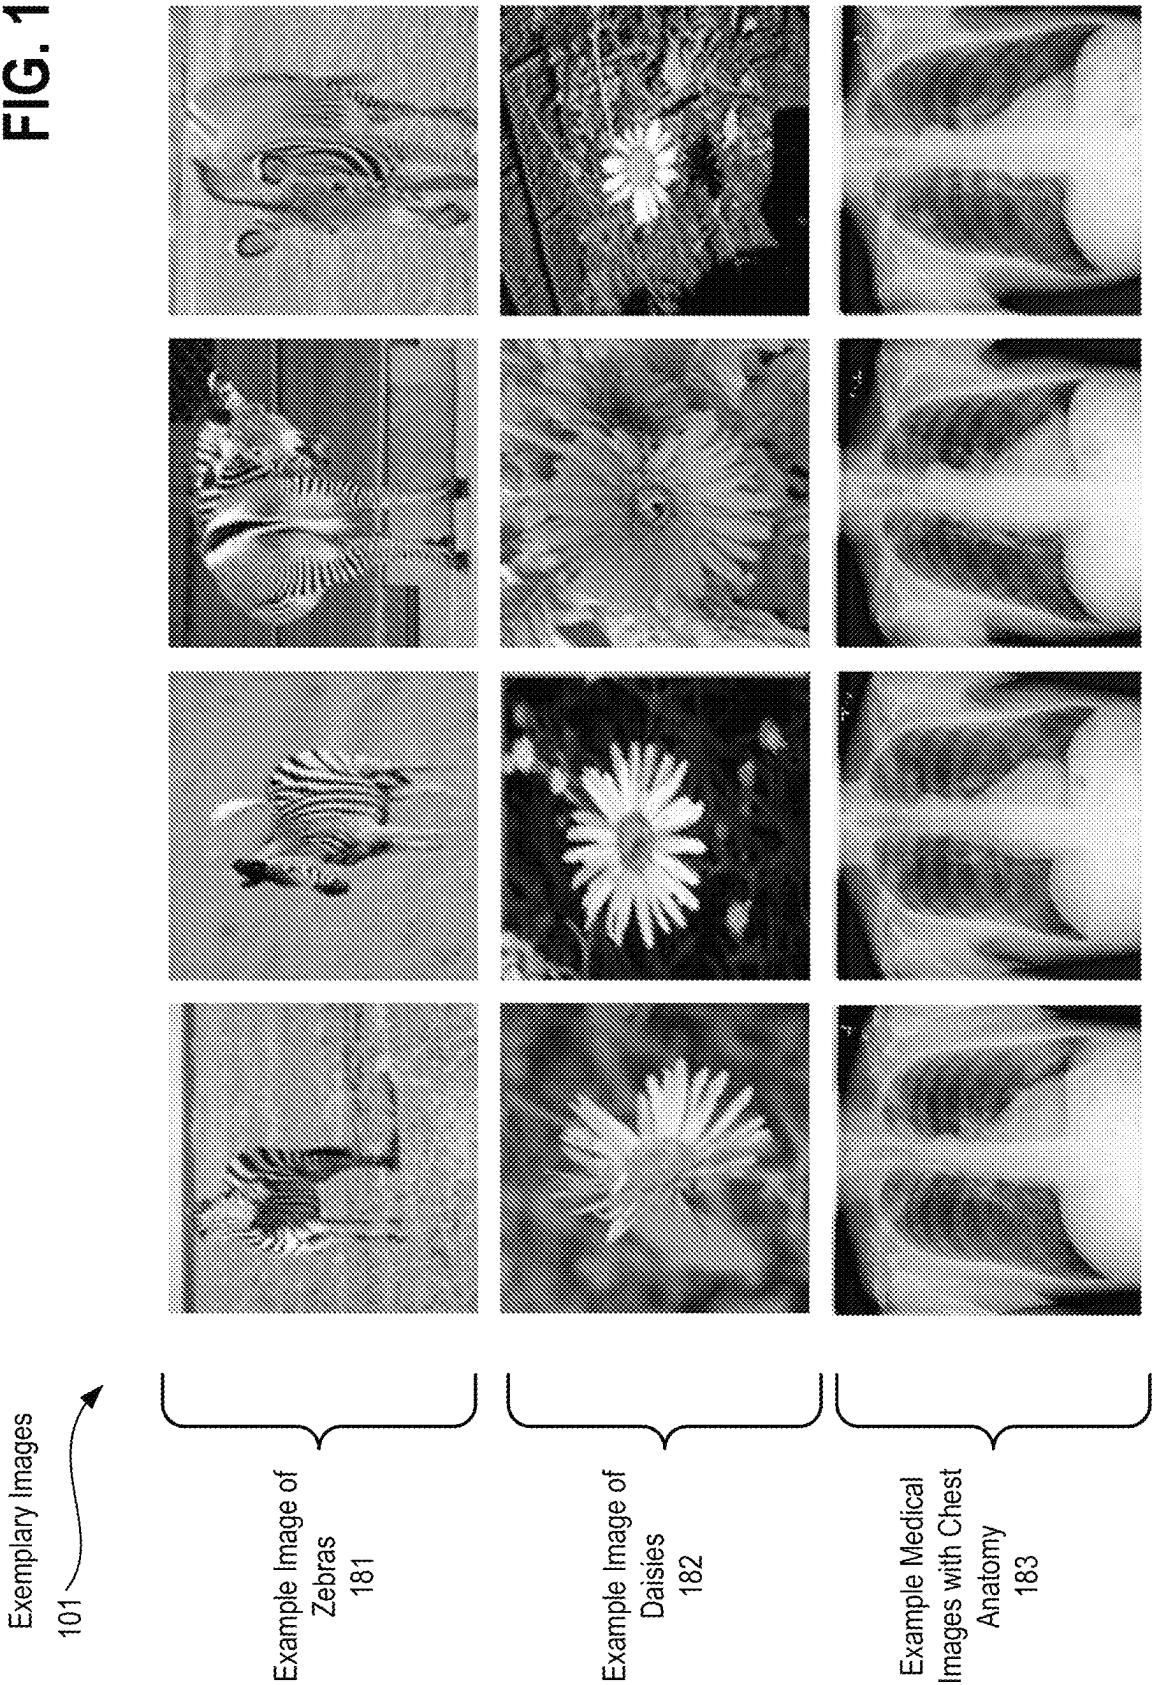 Exemplary Images
101
FIG. 1
Example Image of
Zebras
181
Example Image of
Daisies
182
Example Medical
Images with Chest
Anatomy
183